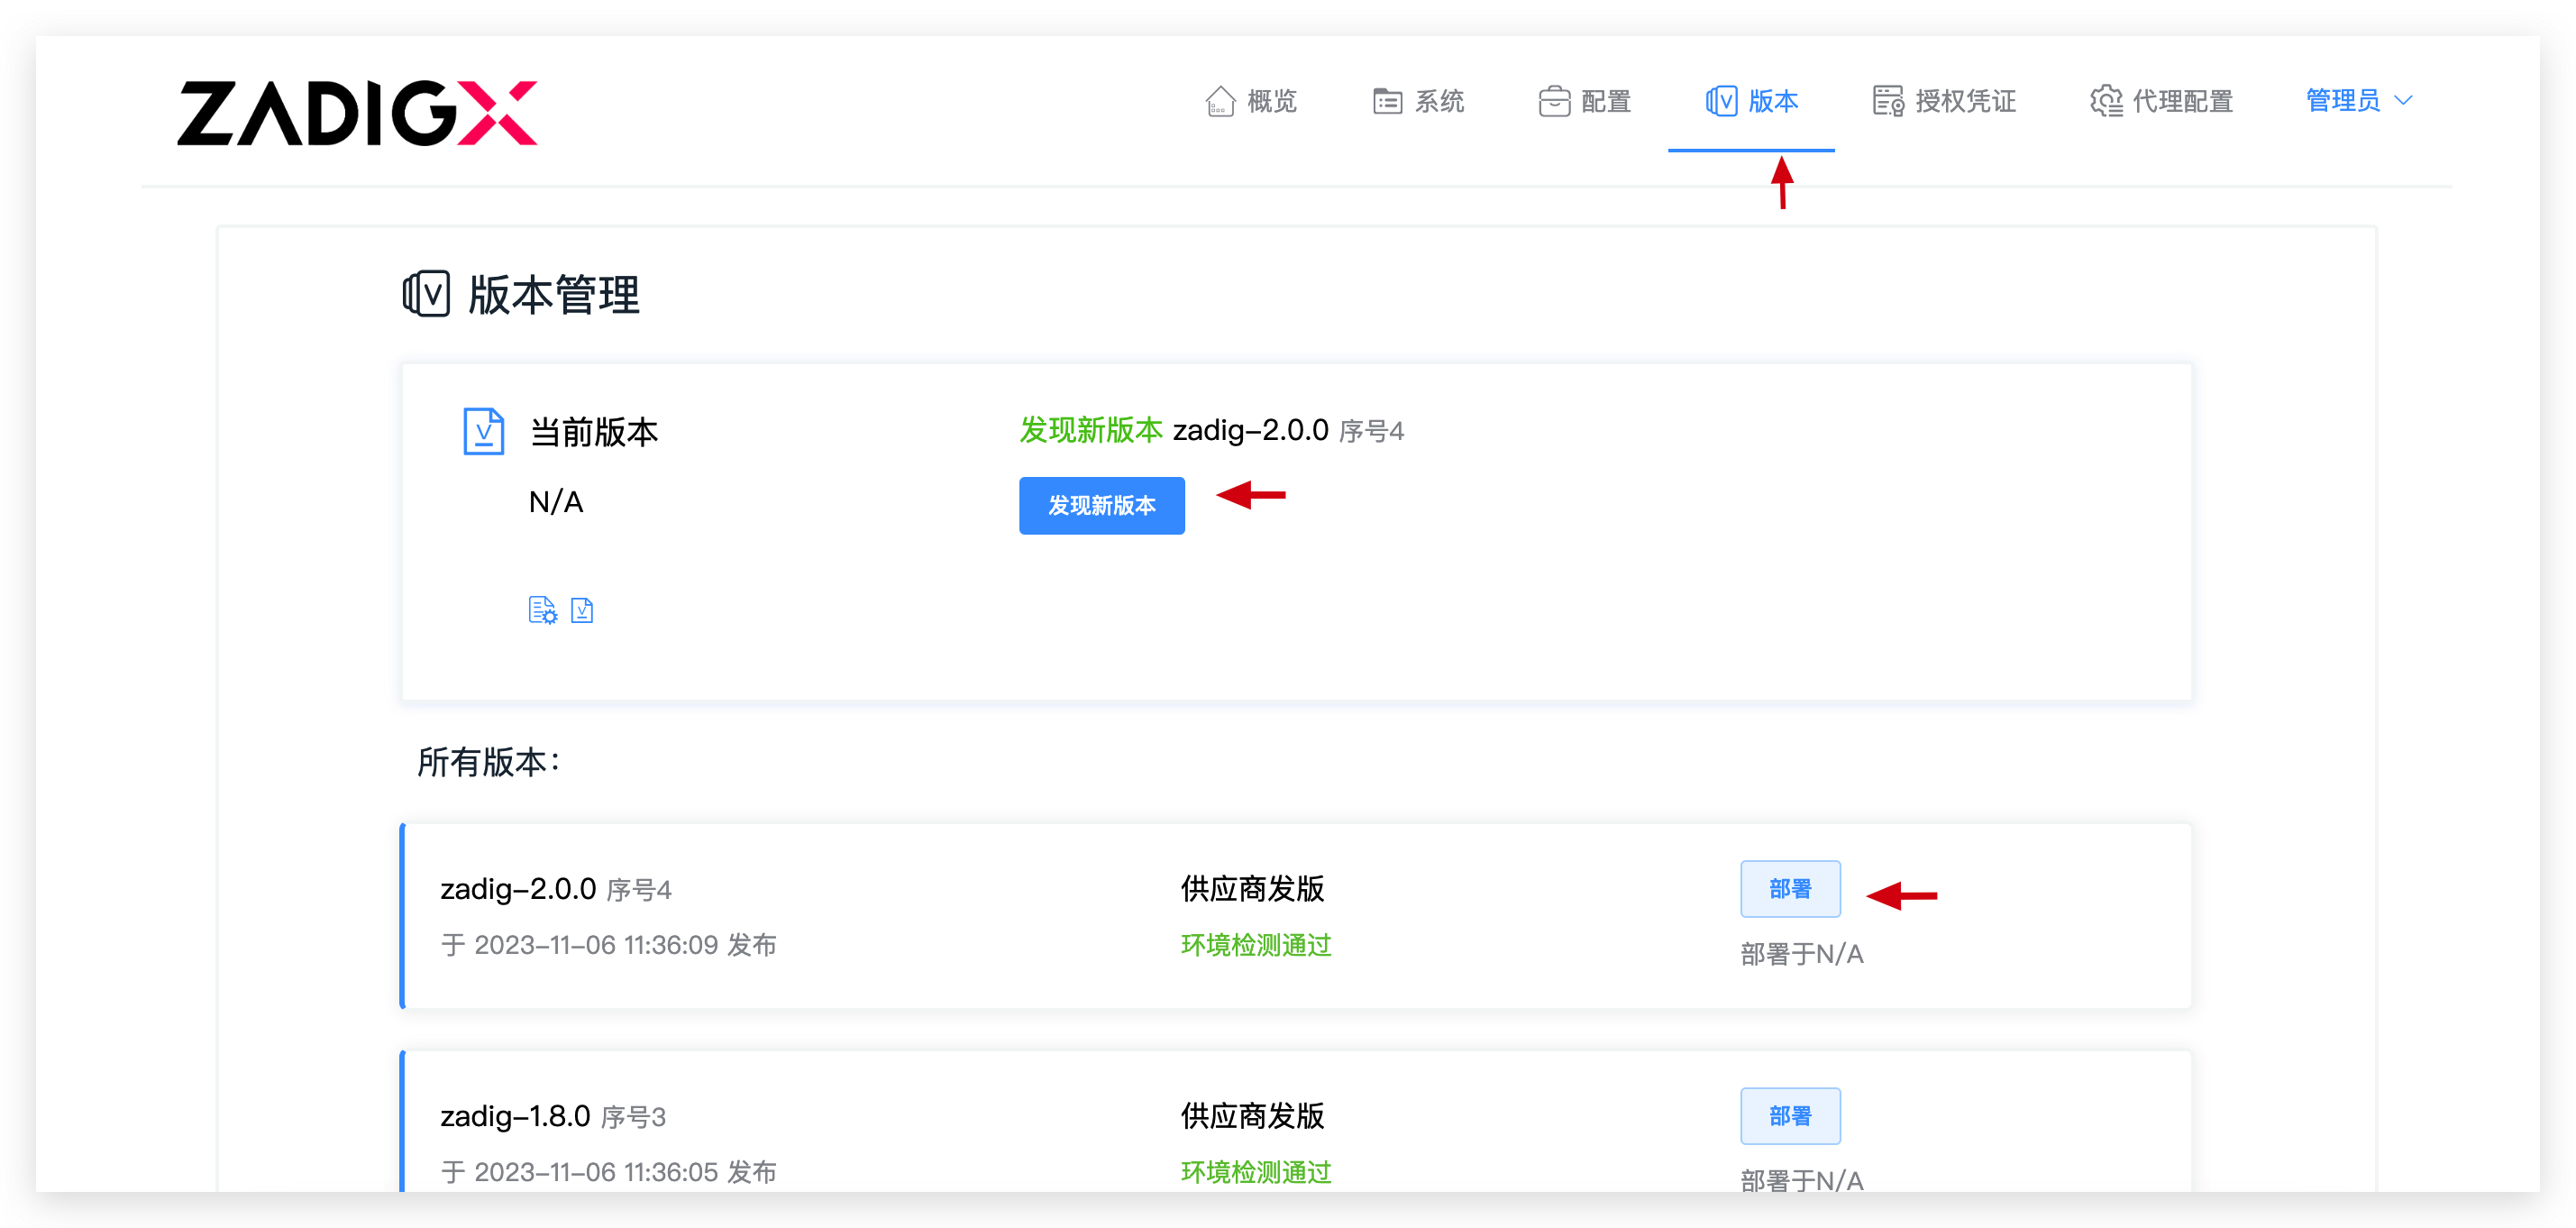 ZADIGX
概览 系统 配置 版本 授权凭证 代理配置 管理员
版本管理
当前版本
N/A
发现新版本 zadig-2.0.0 序号4
发现新版本
所有版本：
zadig-2.0.0 序号4
于 2023-11-06 11:36:09 发布
供应商发版
环境检测通过
部署
部署于N/A
zadig-1.8.0 序号3
于 2023-11-06 11:36:05 发布
供应商发版
环境检测通过
部署
部署于N/A